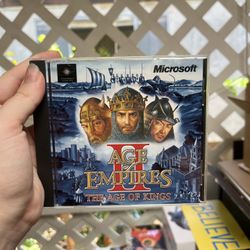 Microsoft
AGE
of
EMPIRES
II
THE AGE OF KINGS